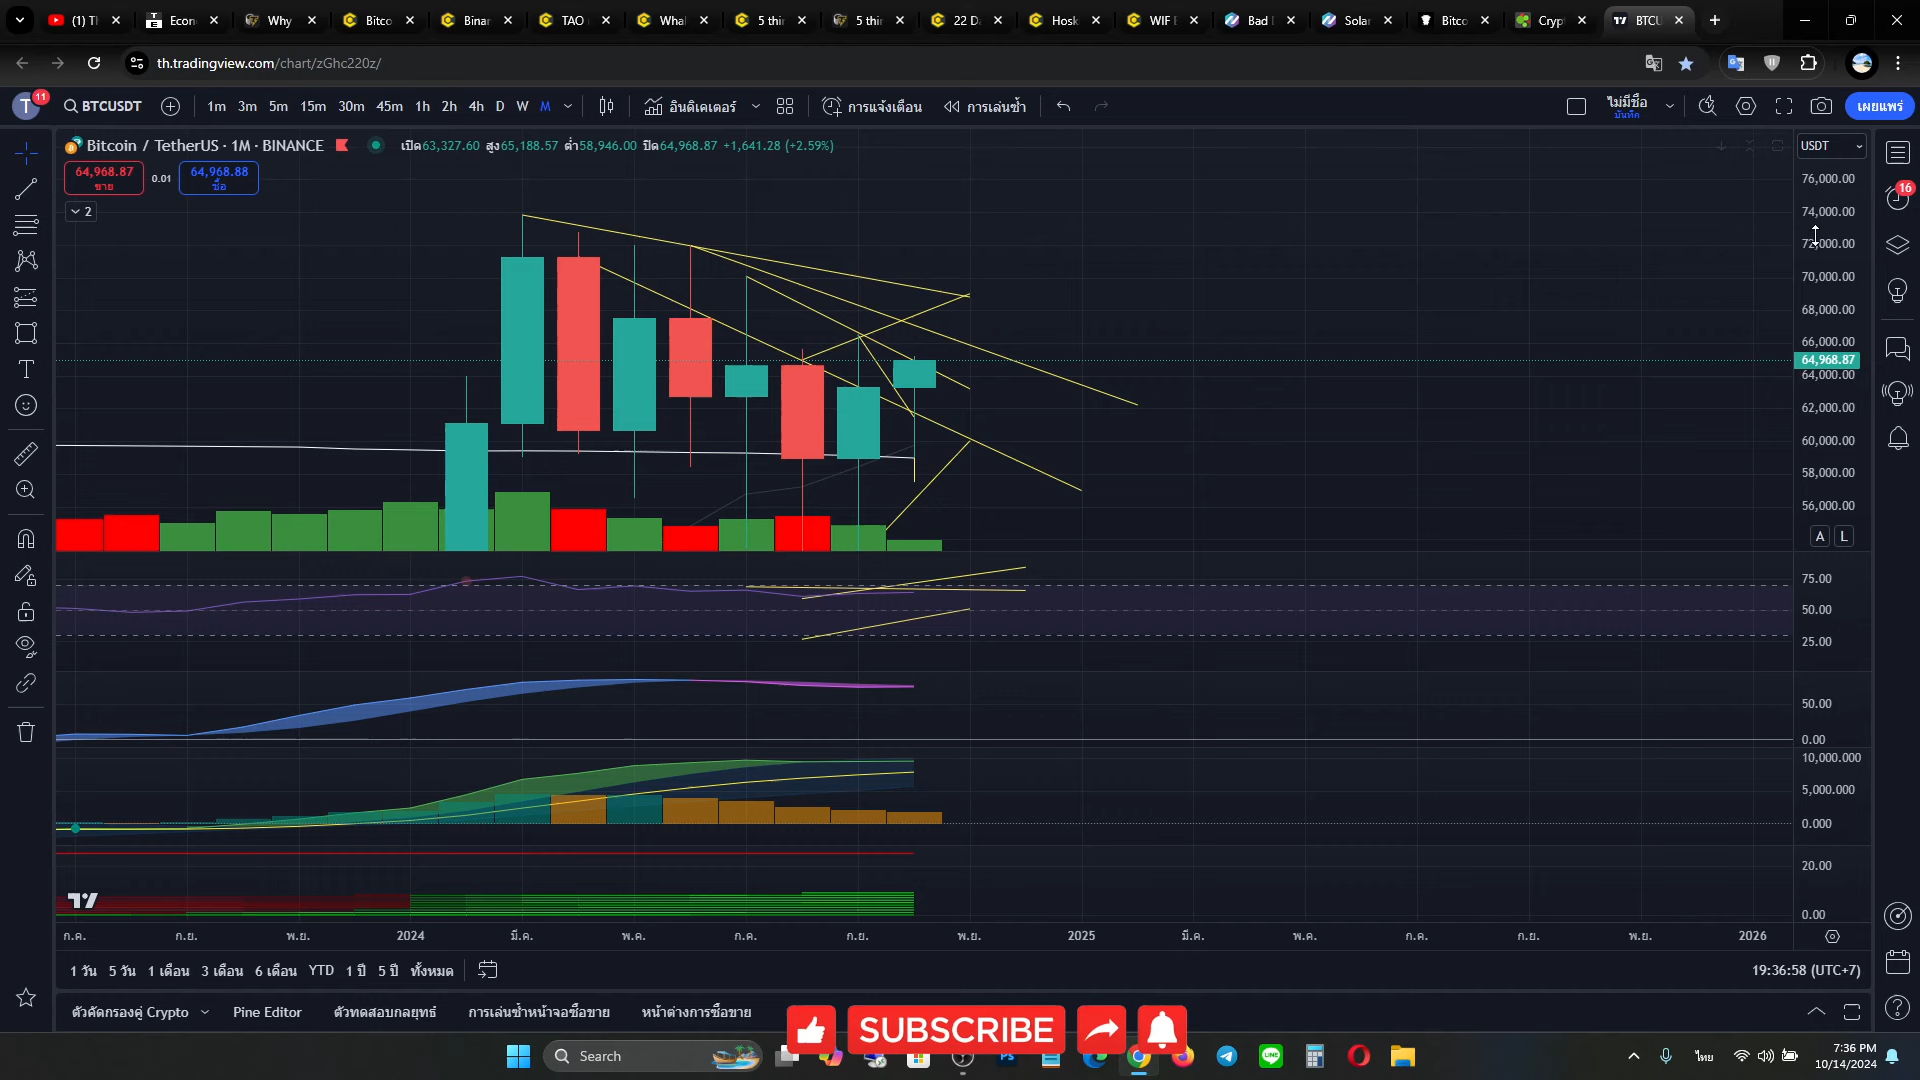 (1) Tl
Econ
Why
Bitco
Binan
TAO
Whal
5 thir
5 thir
22 Da
Hosk
WIF E
Bad
Solar
Bitco
Cryp
BTCU
th.tradingview.com/chart/zGhc220z/
T
11
BTCUSDT
1m
3m
5m
15m
30m
45m
1h
2h
4h
D
W
M
อินดิเคเตอร์
การแจ้งเตือน
การเล่นซ้ำ
ไม่มีชื่อ
บันทึก
เผยแพร่
Bitcoin / TetherUS · 1M · BINANCE
เปิด63,327.60 สูง65,188.57 ต่ำ58,946.00 ปิด64,968.87 +1,641.28 (+2.59%)
USDT
64,968.87
ขาย
0.01
64,968.88
ซื้อ
2
76,000.00
74,000.00
72,000.00
70,000.00
68,000.00
66,000.00
64,968.87
64,000.00
62,000.00
60,000.00
58,000.00
56,000.00
A
L
16
75.00
50.00
25.00
50.00
0.00
10,000.000
5,000.000
0.000
20.00
0.00
ก.ค.
ก.ย.
พ.ย.
2024
มี.ค.
พ.ค.
ก.ค.
ก.ย.
พ.ย.
2025
มี.ค.
พ.ค.
ก.ค.
ก.ย.
พ.ย.
2026
1 วัน
5 วัน
1 เดือน
3 เดือน
6 เดือน
YTD
1 ปี
5 ปี
ทั้งหมด
19:36:58 (UTC+7)
ตัวคัดกรองคู่ Crypto
Pine Editor
ตัวทดสอบกลยุทธ์
การเล่นซ้ำหน้าจอซื้อขาย
หน้าต่างการซื้อขาย
SUBSCRIBE
Search
Ps
LINE
ไทย
7:36 PM
10/14/2024